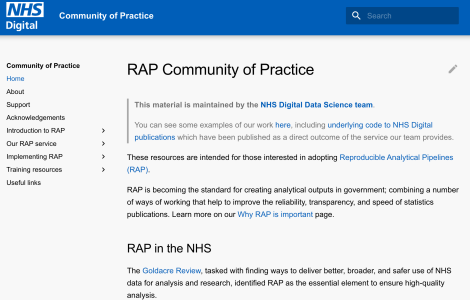 NHS
Digital
Community of Practice
Search
Community of Practice
Home
About
Support
Acknowledgements
Introduction to RAP
Our RAP service
Implementing RAP
Training resources
Useful links
RAP Community of Practice
This material is maintained by the NHS Digital Data Science team.
You can see some examples of our work here, including underlying code to NHS Digital
publications which have been published as a direct outcome of the service our team provides.
These resources are intended for those interested in adopting Reproducible Analytical Pipelines
(RAP).
RAP is becoming the standard for creating analytical outputs in government; combining a number
of ways of working that help to improve the reliability, transparency, and speed of statistics
publications. Learn more on our Why RAP is important page.
RAP in the NHS
The Goldacre Review, tasked with finding ways to deliver better, broader, and safer use of NHS
data for analysis and research, identified RAP as the essential element to ensure high-quality
analysis.